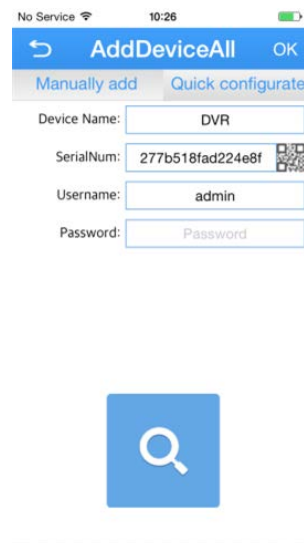 No Service 10:26
AddDeviceAll OK
Manually add Quick configurate
Device Name: DVR
SerialNum: 277b518fad224e8f
Username: admin
Password: Password